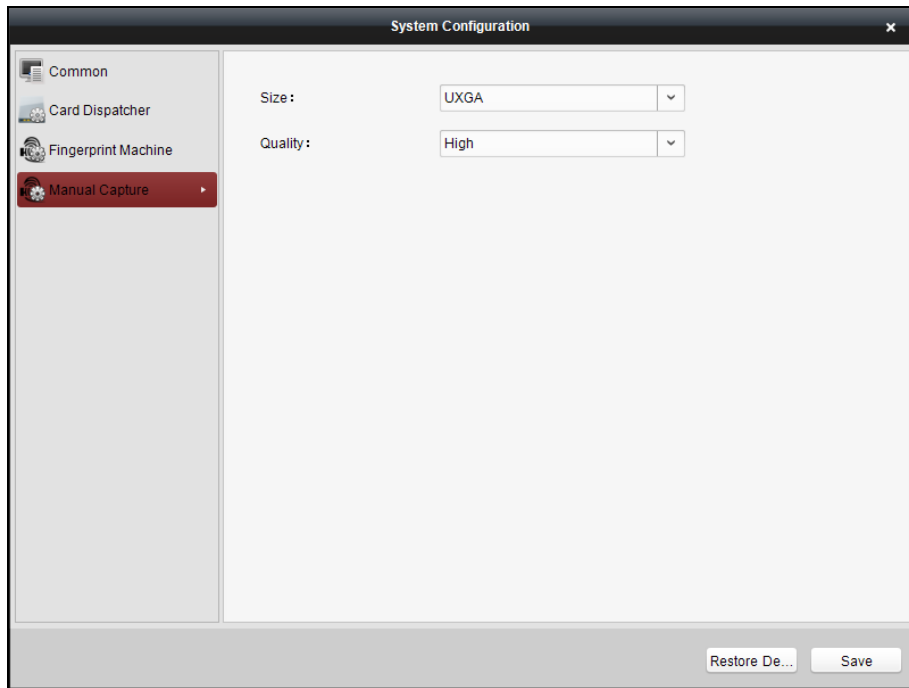 System Configuration
Common
Card Dispatcher
Fingerprint Machine
Manual Capture
Size: UXGA
Quality: High
Restore De... Save